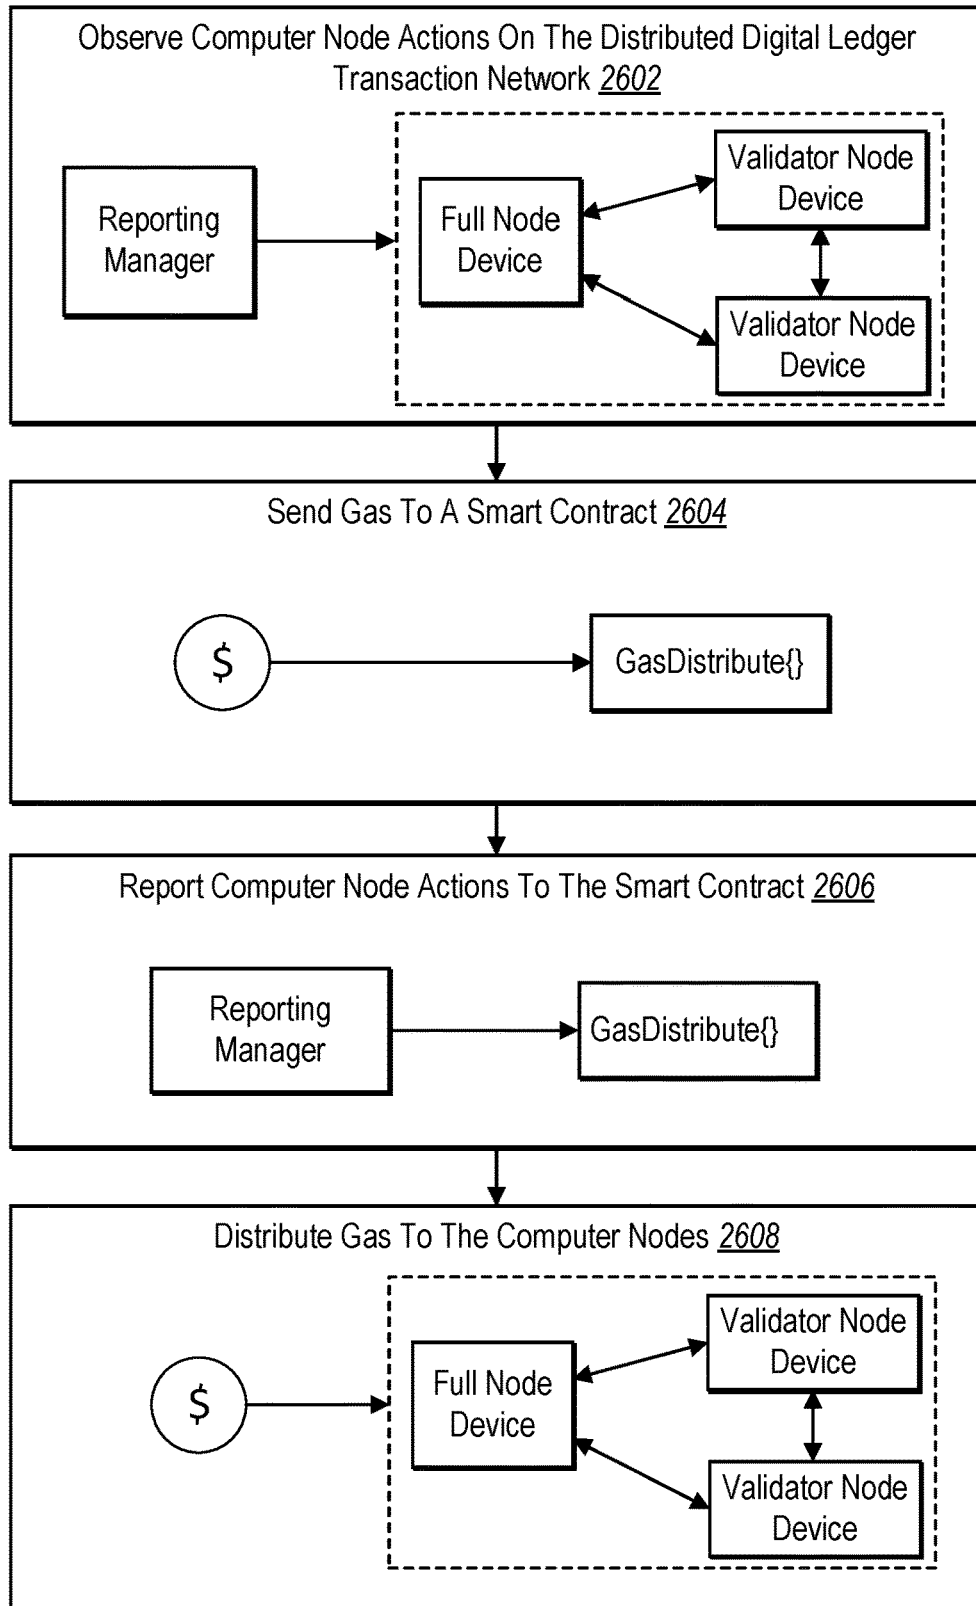 Observe Computer Node Actions On The Distributed Digital Ledger
Transaction Network 2602
Reporting
Manager
Full Node
Device
Validator Node
Device
Validator Node
Device
Send Gas To A Smart Contract 2604
$
GasDistribute{}
Report Computer Node Actions To The Smart Contract 2606
Reporting
Manager
GasDistribute{}
Distribute Gas To The Computer Nodes 2608
$
Full Node
Device
Validator Node
Device
Validator Node
Device